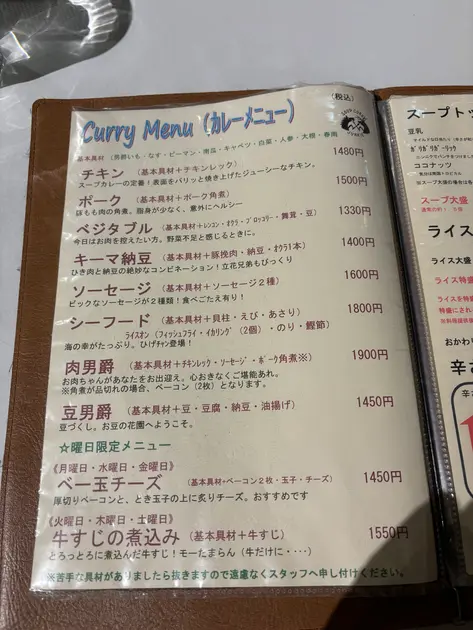 Curry Menu (カレーメニュー)
(税込)
基本具材 (男爵いも・なす・ピーマン・南瓜・キャベツ・白菜・人参・大根・春雨
チキン (基本具材+チキンレッグ) 1480円
スープカレーの定番!表面をパリッと焼き上げたジューシーなチキン。
ポーク (基本具材+ポーク角煮) 1500円
味もも肉の角煮。脂身が少なく、意外にヘルシー
ベジタブル (基本具材+レンコン・オクラ・ブロッコリー・舞茸・豆) 1330円
今日はお肉を控えたい方。野菜不足と感じるときに。
キーマ納豆 (基本具材+豚挽肉・納豆・オクラ1本) 1400円
ひき肉と納豆の絶妙なコンビネーション!立花兄弟もびっくり
ソーセージ (基本具材+ソーセージ2種) 1600円
ビックなソーセージが2種類!食べごたえ有り!
シーフード (基本具材+貝柱・えび・あさり) 1800円
ライスオン (フィッシュフライ・イカリング (2個)・のり・鰹節)
海の幸がたっぷり。ひげチャン登場!
肉男爵 (基本具材+チキンレック・ソーセージ・ポーク角煮※) 1900円
お肉ちゃんがあなたをお出迎え。心おきなくご堪能あれ。
※角煮が品切れの場合、ベーコン(2枚)となります。
豆男爵 (基本具材+豆・豆腐・納豆・油揚げ) 1450円
豆づくし。お豆の花園へようこそ。
☆曜日限定メニュー
《月曜日・水曜日・金曜日》
ベー玉チーズ (基本具材+ベーコン2枚・玉子・チーズ) 1450円
厚切りベーコンと、とき玉子の上に炙りチーズ。おすすめです
《火曜日・木曜日・土曜日》
牛すじの煮込み (基本具材+牛すじ) 1550円
とろっとろに煮込んだ牛すじ!モーたまらん (牛だけに・・・・)
※苦手な具材がありましたら抜きますので遠慮なくスタッフへ申し付けください。
スープト
豆乳
ココナッツ
スープ大盛
ライス
ライス大盛
特盛
ライスを特
特盛にされ
おかわり
辛さ